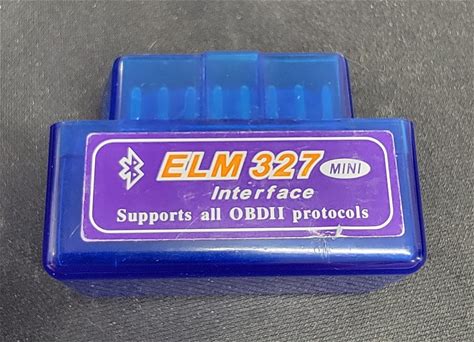 ELM 327 MINI
Interface
Supports all OBDII protocols